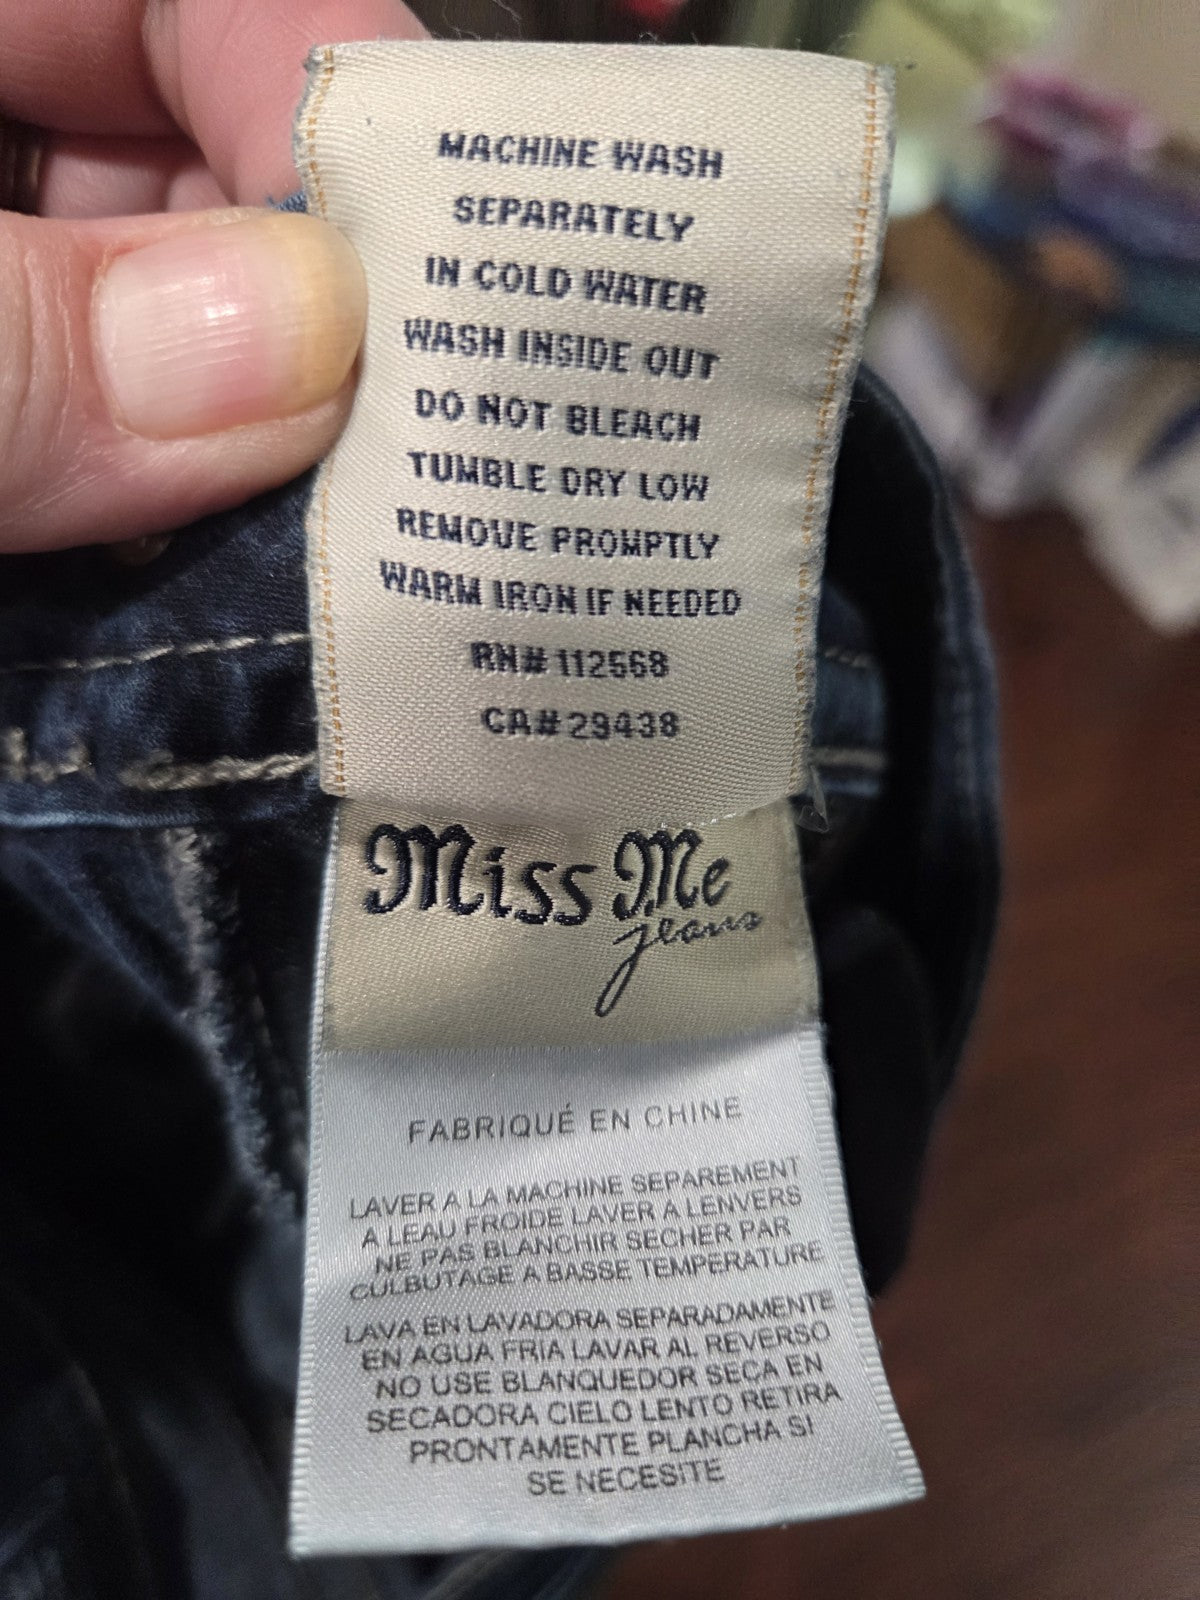 MACHINE WASH
SEPARATELY
IN COLD WATER
WASH INSIDE OUT
DO NOT BLEACH
TUMBLE DRY LOW
REMOVE PROMPTLY
WARM IRON IF NEEDED
RN# 112568
CA# 29438
Miss Me
jeans
FABRIQUÉ EN CHINE
LAVER A LA MACHINE SEPAREMENT
A LEAU FROIDE LAVER A LENVERS
NE PAS BLANCHIR SECHER PAR
CULBUTAGE A BASSE TEMPERATURE
LAVA EN LAVADORA SEPARADAMENTE
EN AGUA FRIA LAVAR AL REVERSO
NO USE BLANQUEDOR SECA EN
SECADORA CIELO LENTO RETIRA
PRONTAMENTE PLANCHA SI
SE NECESITE